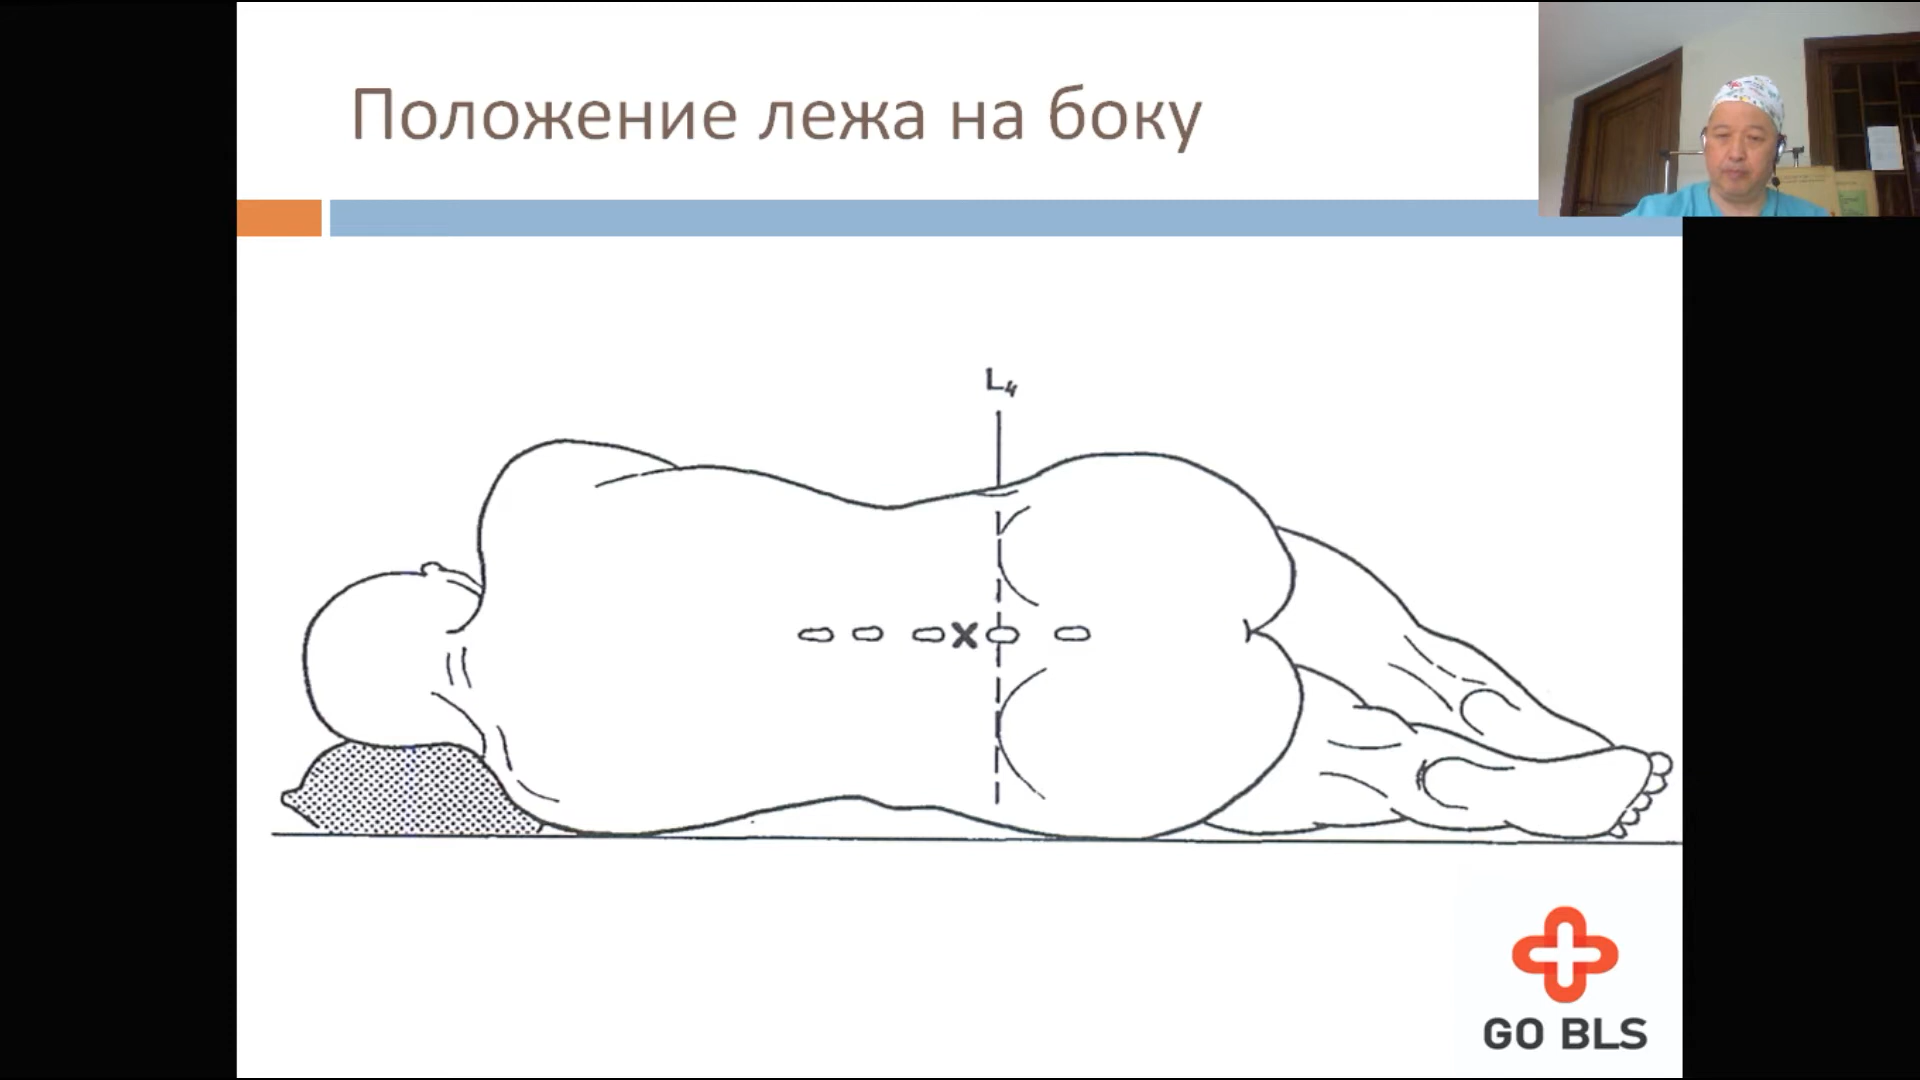 Положение лежа на боку
L4
x
GO BLS